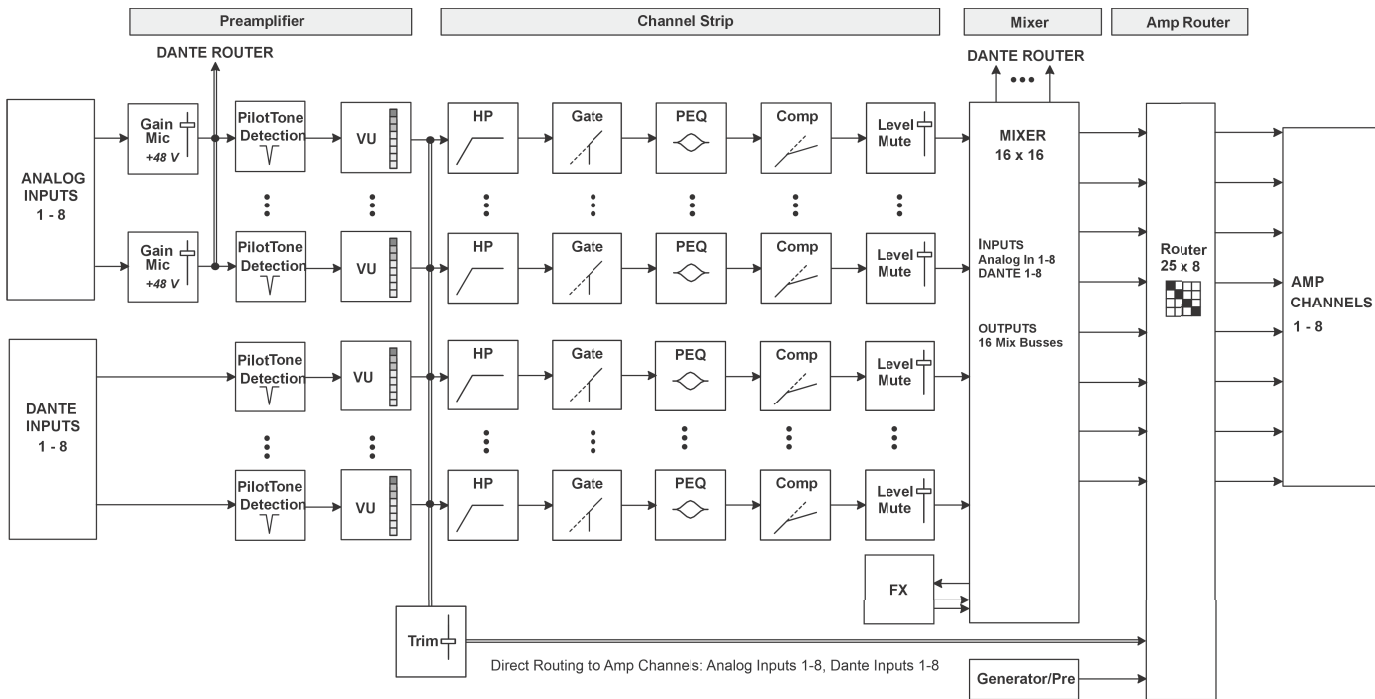 Preamplifier
Channel Strip
Mixer
Amp Router
DANTE ROUTER
DANTE ROUTER
ANALOG
INPUTS
1 - 8
Gain
Mic
+48 V
PilotTone
Detection
VU
HP
Gate
PEQ
Comp
Level
Mute
Gain
Mic
+48 V
PilotTone
Detection
VU
HP
Gate
PEQ
Comp
Level
Mute
DANTE
INPUTS
1 - 8
PilotTone
Detection
VU
HP
Gate
PEQ
Comp
Level
Mute
PilotTone
Detection
VU
HP
Gate
PEQ
Comp
Level
Mute
MIXER
16 x 16
INPUTS
Analog In 1-8
DANTE 1-8
OUTPUTS
16 Mix Busses
Router
25 x 8
AMP
CHANNELS
1 - 8
FX
Trim
Direct Routing to Amp Channels: Analog Inputs 1-8, Dante Inputs 1-8
Generator/Pre